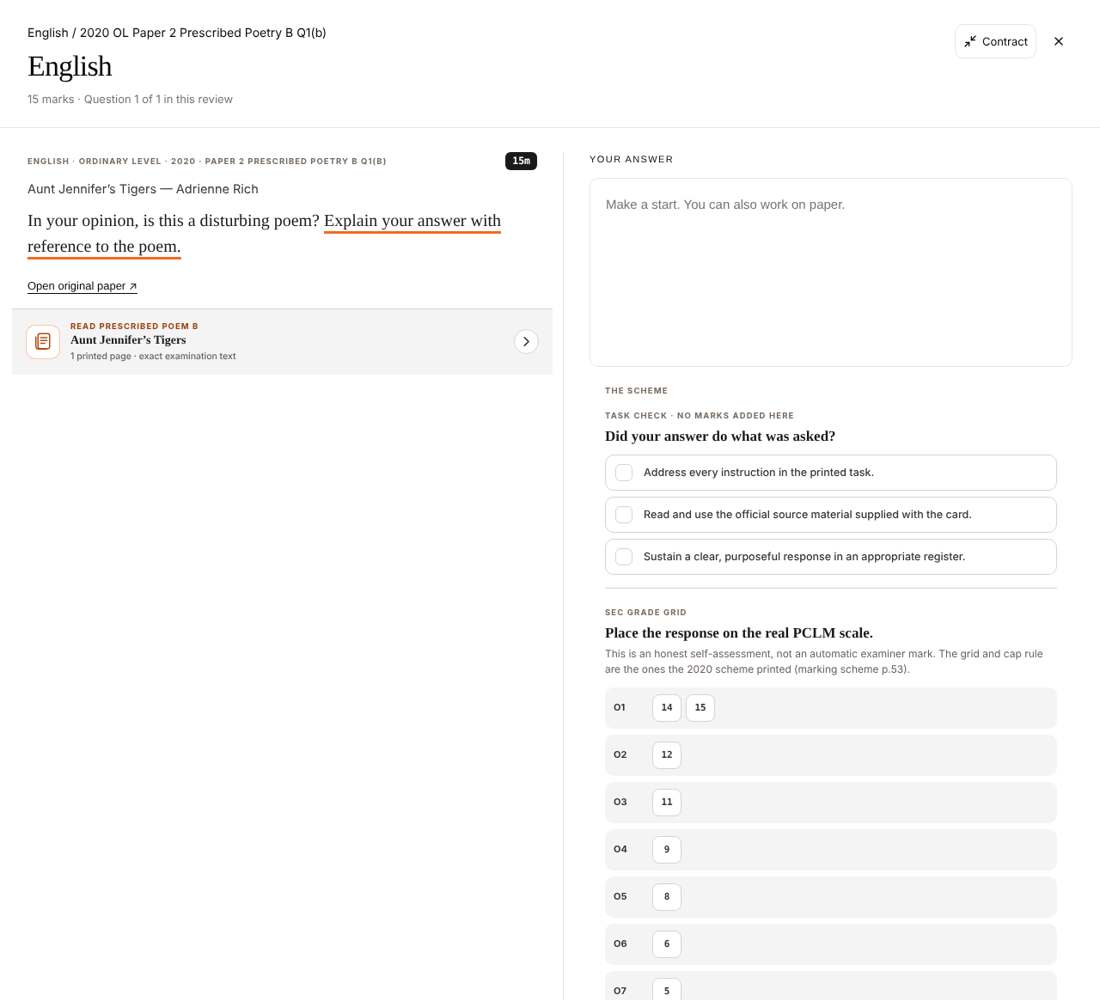 English / 2020 OL Paper 2 Prescribed Poetry B Q1(b)
English
15 marks · Question 1 of 1 in this review
Contract
ENGLISH · ORDINARY LEVEL · 2020 · PAPER 2 PRESCRIBED POETRY B Q1(B)
15m
Aunt Jennifer’s Tigers — Adrienne Rich
In your opinion, is this a disturbing poem? Explain your answer with
reference to the poem.
Open original paper ↗
READ PRESCRIBED POEM B
Aunt Jennifer’s Tigers
1 printed page · exact examination text
YOUR ANSWER
Make a start. You can also work on paper.
THE SCHEME
TASK CHECK · NO MARKS ADDED HERE
Did your answer do what was asked?
Address every instruction in the printed task.
Read and use the official source material supplied with the card.
Sustain a clear, purposeful response in an appropriate register.
SEC GRADE GRID
Place the response on the real PCLM scale.
This is an honest self-assessment, not an automatic examiner mark. The grid and cap rule
are the ones the 2020 scheme printed (marking scheme p.53).
O1 14 15
O2 12
O3 11
O4 9
O5 8
O6 6
O7 5